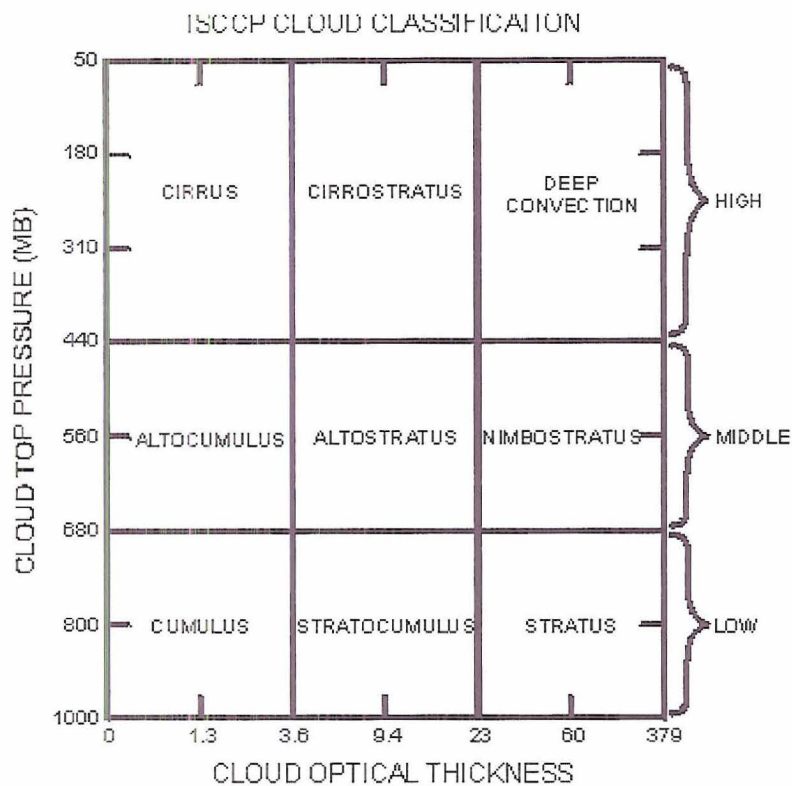 ISCCP CLOUD CLASSIFICATION
50
180
310
440
560
680
800
1000
CLOUD TOP PRESSURE (MB)
CIRRUS
CIRROSTRATUS
DEEP
CONVECTION
HIGH
ALTOCUMULUS
ALTOSTRATUS
NIMBOSTRATUS
MIDDLE
CUMULUS
STRATOCUMULUS
STRATUS
LOW
0
1.3
3.6
9.4
23
60
379
CLOUD OPTICAL THICKNESS